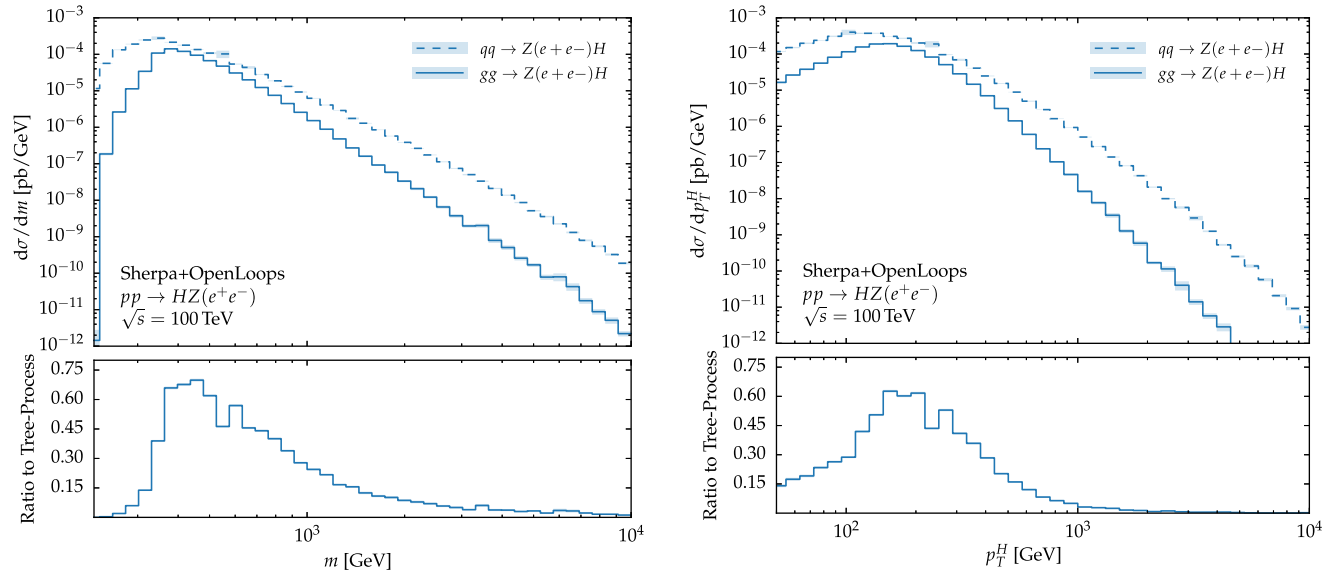 10^{-3}
10^{-4}
10^{-5}
10^{-6}
10^{-7}
10^{-8}
10^{-9}
10^{-10}
10^{-11}
10^{-12}
dσ/dm [pb/GeV]
qq → Z(e + e−)H
gg → Z(e + e−)H
Sherpa+OpenLoops
pp → HZ(e^+e^−)
√s = 100 TeV
0.75
0.60
0.45
0.30
0.15
Ratio to Tree-Process
10^3
10^4
m [GeV]
10^{-3}
10^{-4}
10^{-5}
10^{-6}
10^{-7}
10^{-8}
10^{-9}
10^{-10}
10^{-11}
10^{-12}
dσ/dp_T^H [pb/GeV]
qq → Z(e + e−)H
gg → Z(e + e−)H
Sherpa+OpenLoops
pp → HZ(e^+e^−)
√s = 100 TeV
0.75
0.60
0.45
0.30
0.15
Ratio to Tree-Process
10^2
10^3
10^4
p_T^H [GeV]